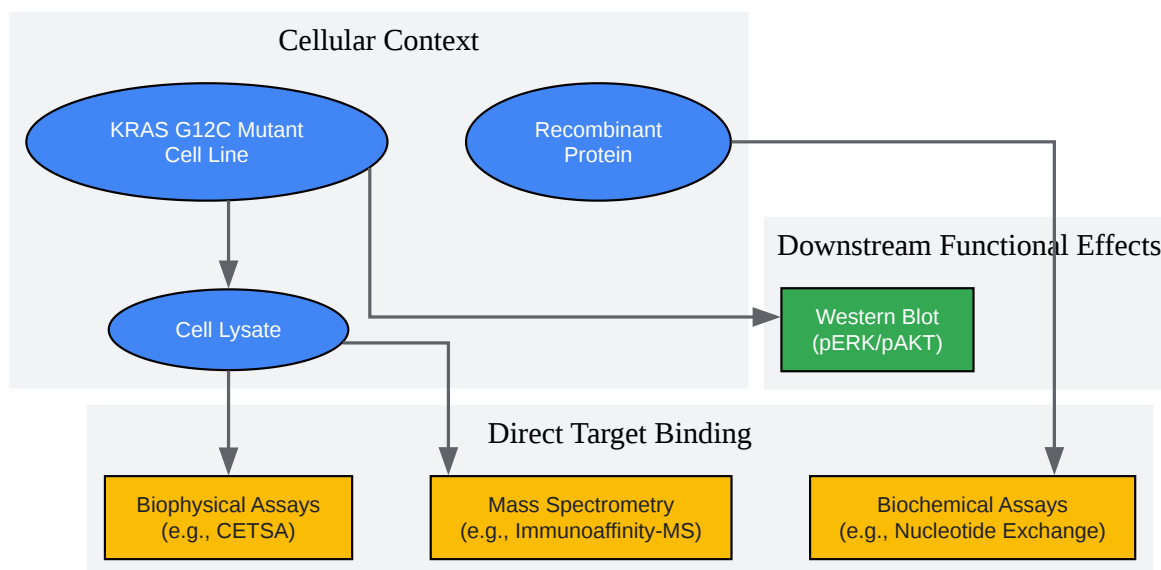 Cellular Context
KRAS G12C Mutant
Cell Line
Recombinant
Protein
Downstream Functional Effects
Cell Lysate
Western Blot
(pERK/pAKT)
Direct Target Binding
Biophysical Assays
(e.g., CETSA)
Mass Spectrometry
(e.g., Immunoaffinity-MS)
Biochemical Assays
(e.g., Nucleotide Exchange)